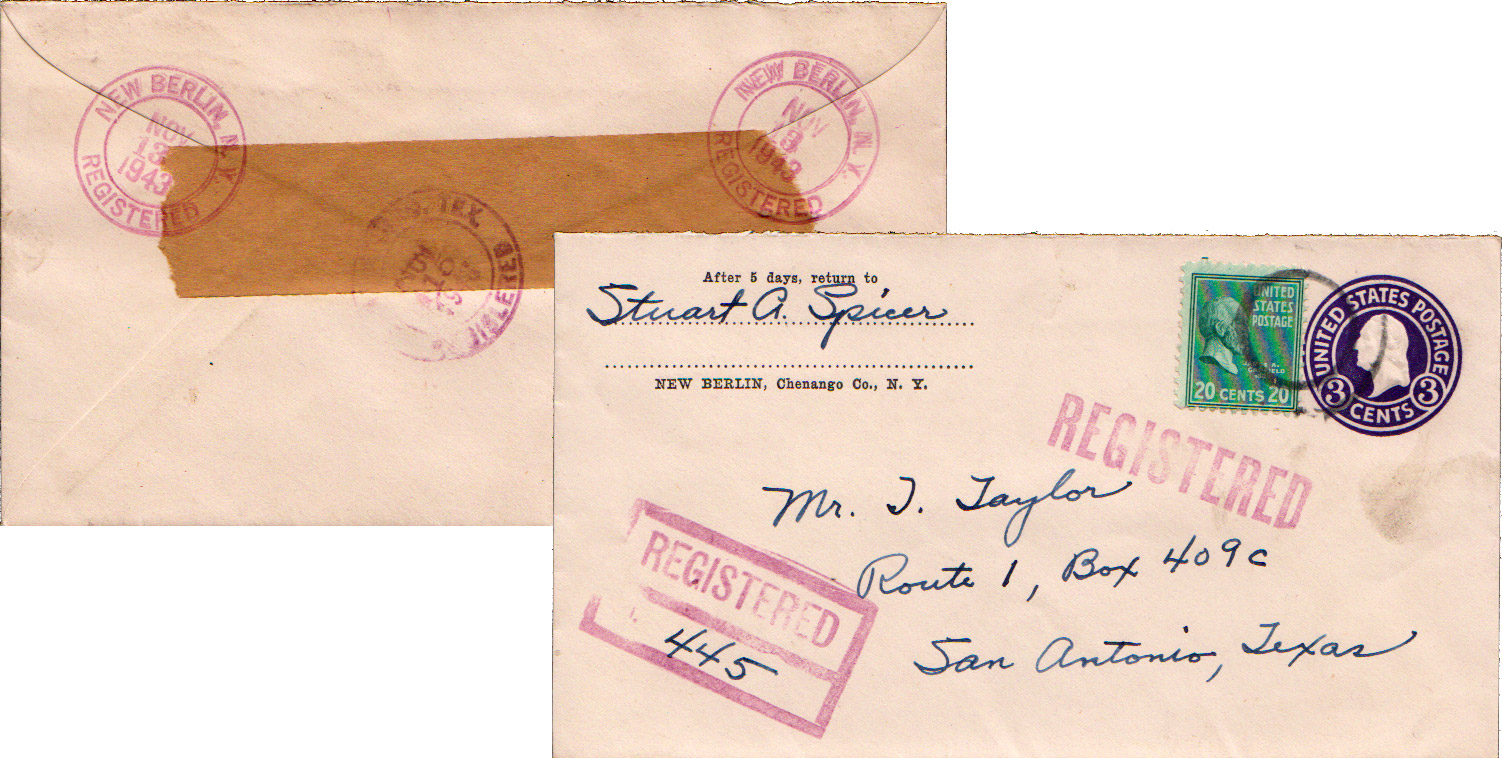 NEW BERLIN, N. Y.
NOV
13
1943
REGISTERED
NEW BERLIN, N. Y.
NOV
13
1943
REGISTERED
TEX.
After 5 days, return to
Stuart A. Spicer
NEW BERLIN, Chenango Co., N. Y.
UNITED
STATES
POSTAGE
20 CENTS 20
UNITED STATES POSTAGE
3 CENTS 3
REGISTERED
Mr. T. Taylor
Route 1, Box 409c
San Antonio, Texas
REGISTERED
445